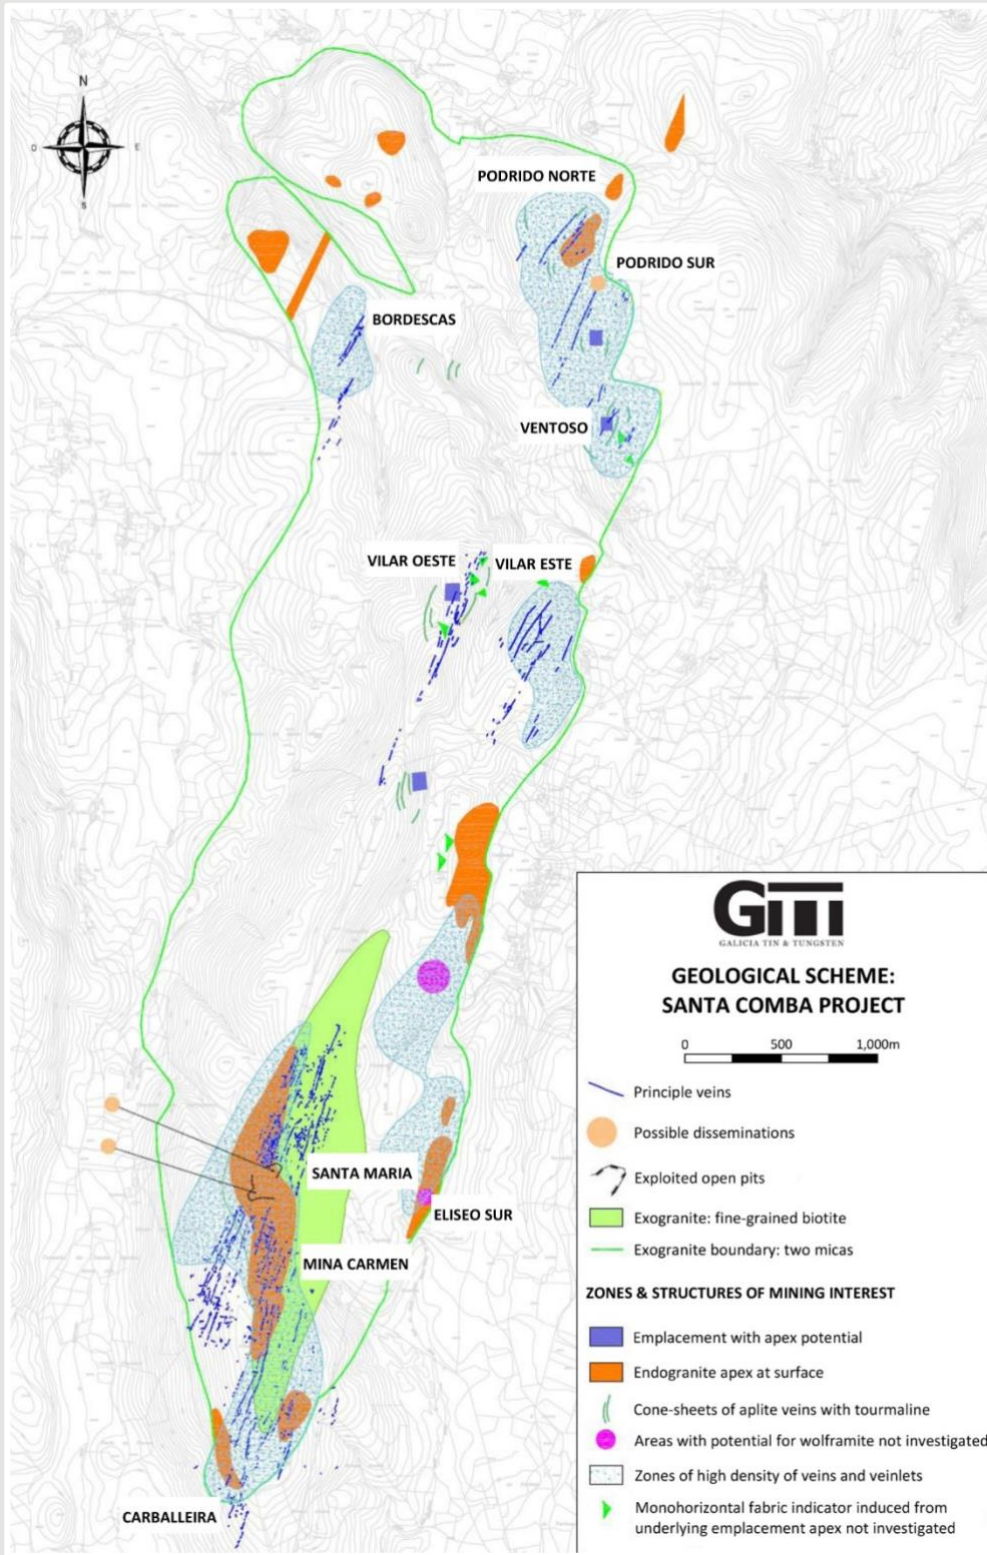 N
O
E
S
PODRIDO NORTE
PODRIDO SUR
BORDESCAS
VENTOSO
VILAR OESTE
VILAR ESTE
SANTA MARIA
ELISEO SUR
MINA CARMEN
CARBALLEIRA
GTT
GALICIA TIN & TUNGSTEN
GEOLOGICAL SCHEME:
SANTA COMBA PROJECT
0 500 1,000m
Principle veins
Possible disseminations
Exploited open pits
Exogranite: fine-grained biotite
Exogranite boundary: two micas
ZONES & STRUCTURES OF MINING INTEREST
Emplacement with apex potential
Endogranite apex at surface
Cone-sheets of aplite veins with tourmaline
Areas with potential for wolframite not investigated
Zones of high density of veins and veinlets
Monohorizontal fabric indicator induced from
underlying emplacement apex not investigated